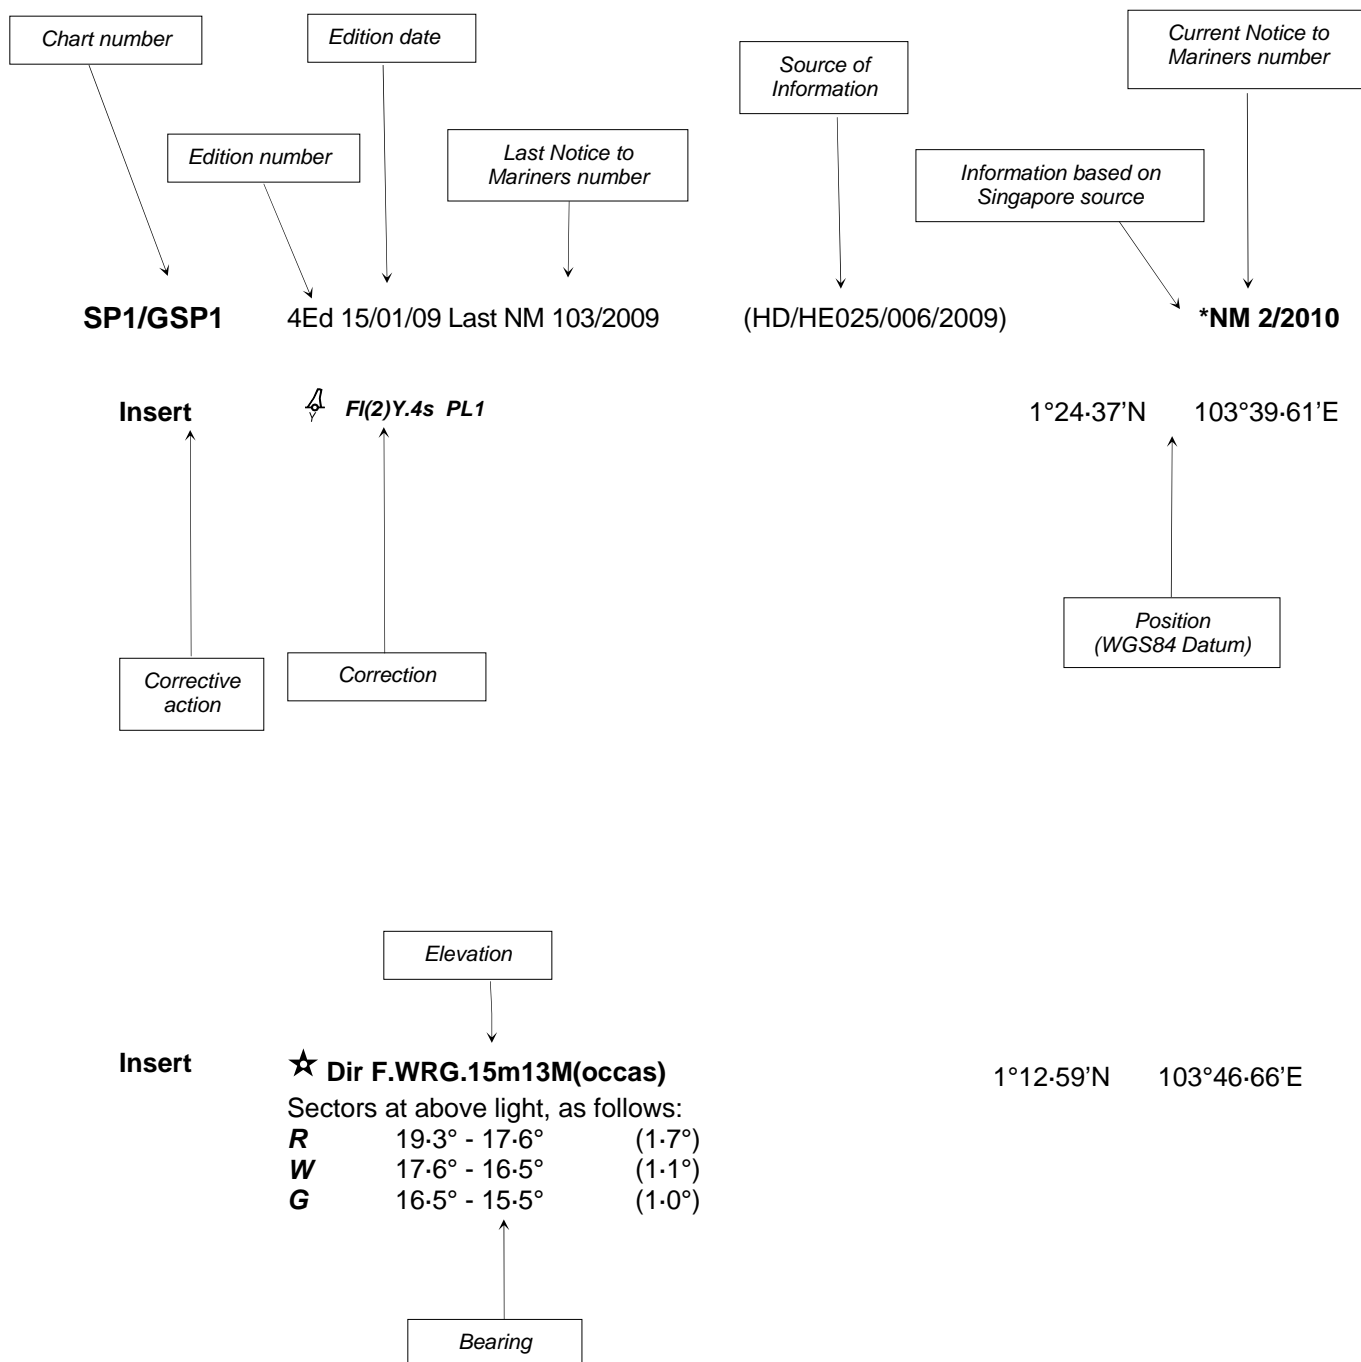 Chart number
Edition date
Current Notice to
Mariners number
Source of
Information
Edition number
Last Notice to
Mariners number
Information based on
Singapore source
SP1/GSP1 4Ed 15/01/09 Last NM 103/2009 (HD/HE025/006/2009) *NM 2/2010
Insert Fl(2)Y.4s PL1 1°24·37’N 103°39·61’E
Position
(WGS84 Datum)
Corrective
action
Correction
Elevation
Insert Dir F.WRG.15m13M(occas) 1°12·59’N 103°46·66’E
Sectors at above light, as follows:
R 19·3° - 17·6° (1·7°)
W 17·6° - 16·5° (1·1°)
G 16·5° - 15·5° (1·0°)
Bearing